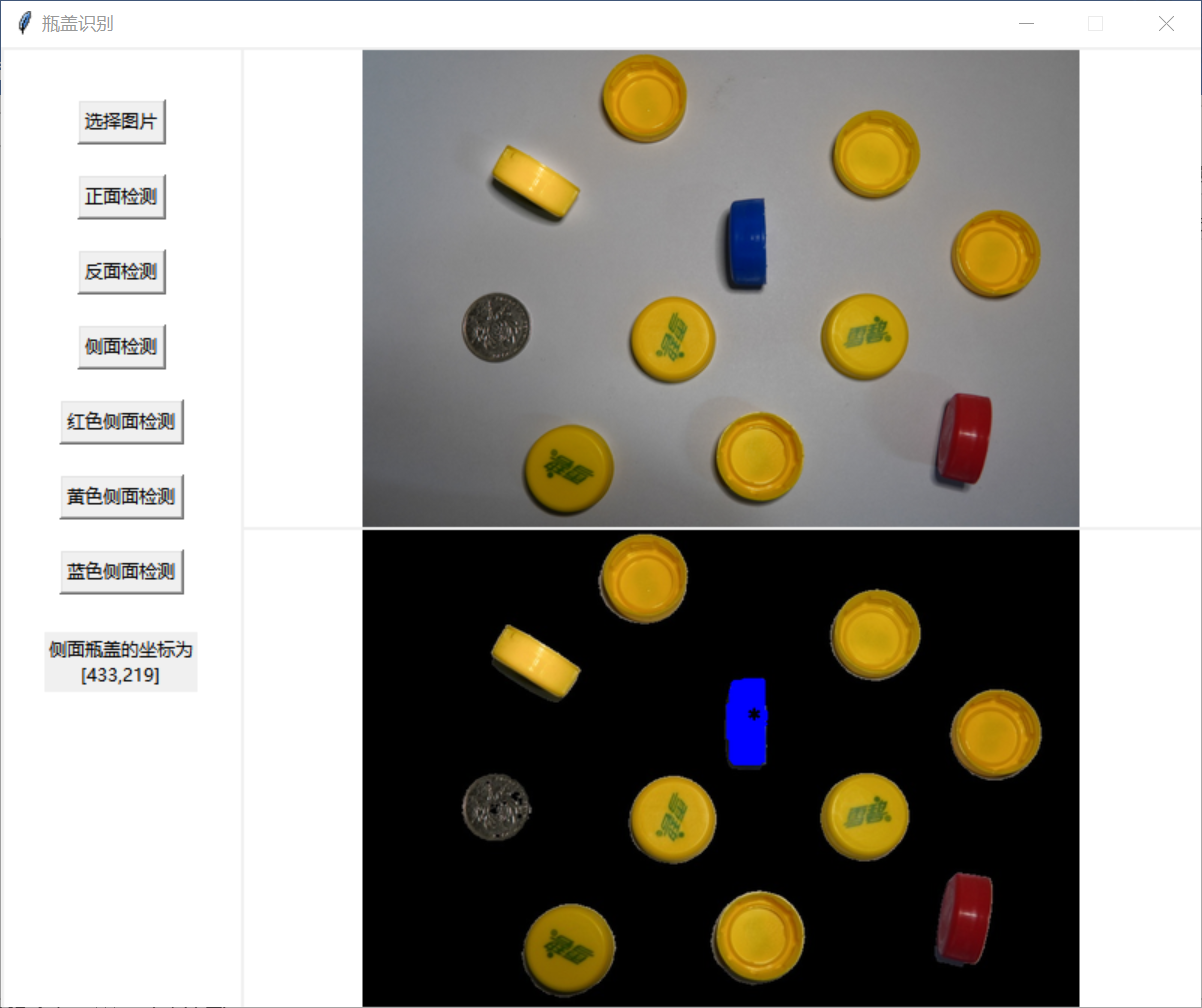 瓶盖识别
选择图片
正面检测
反面检测
侧面检测
红色侧面检测
黄色侧面检测
蓝色侧面检测
侧面瓶盖的坐标为
[433,219]